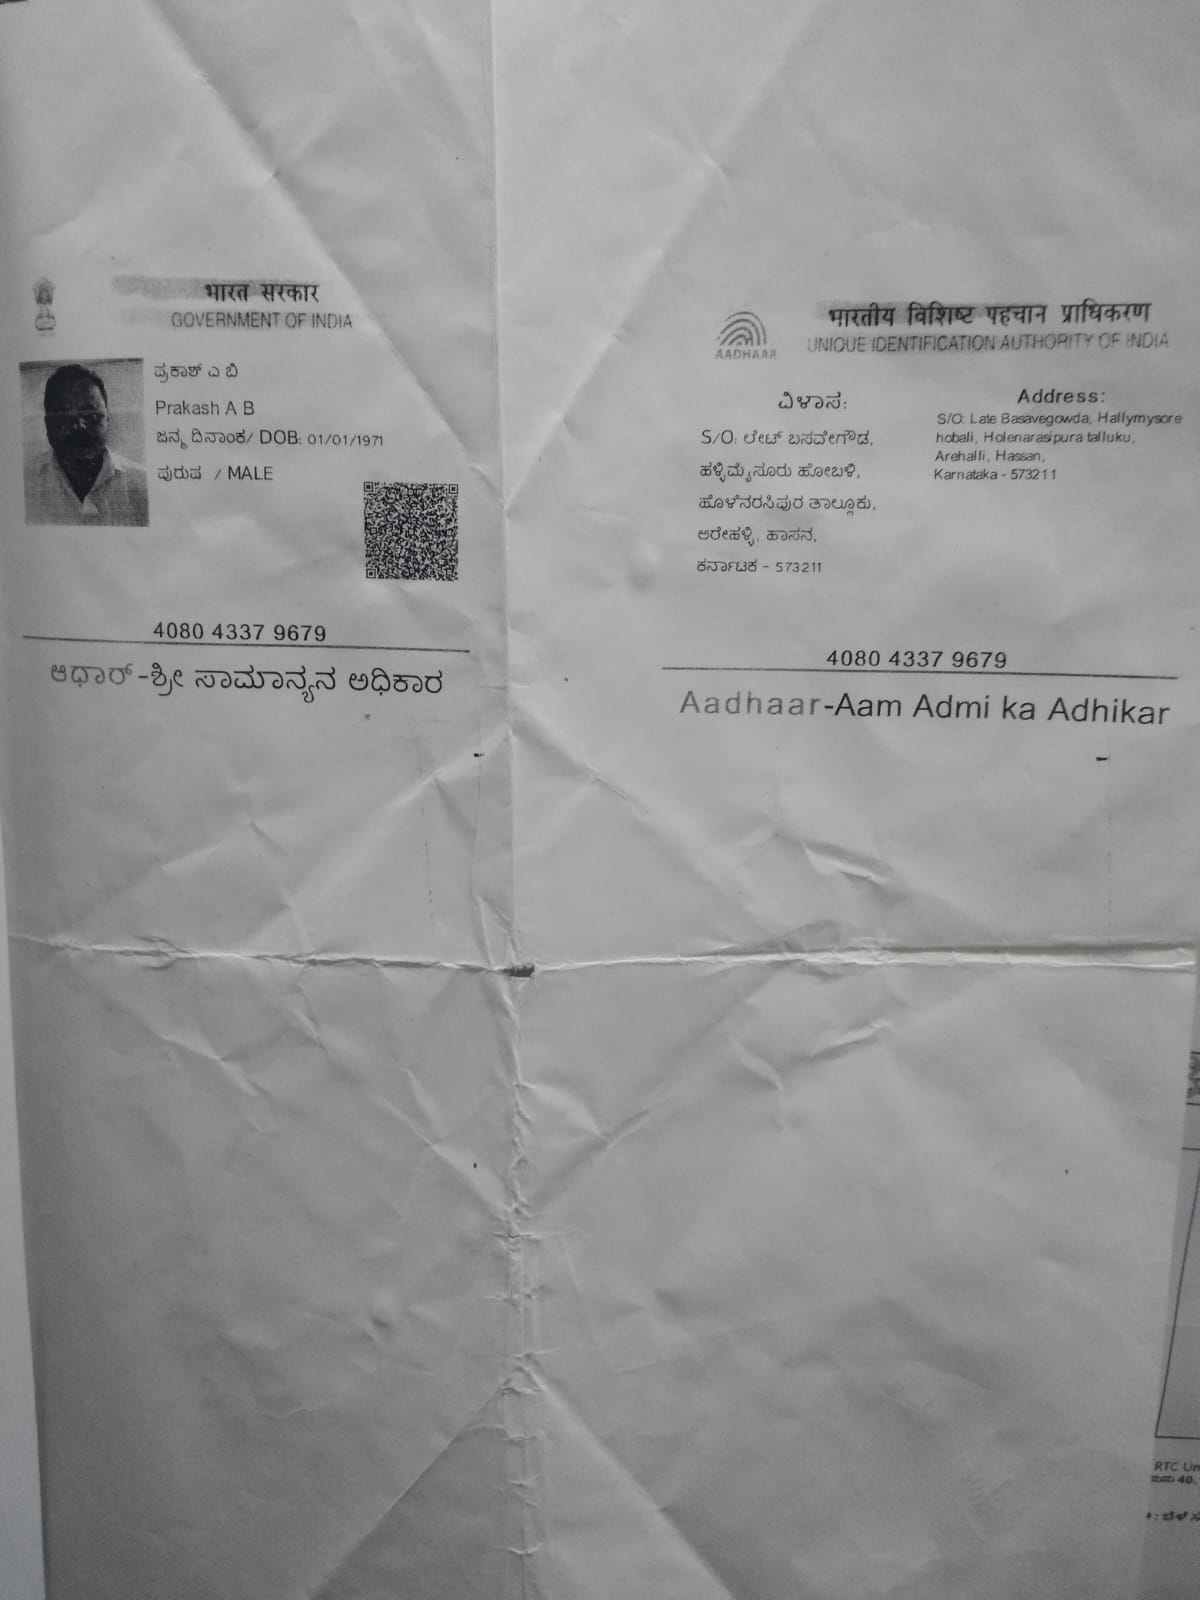 भारत सरकार
GOVERNMENT OF INDIA
ಪ್ರಕಾಶ್ ಎ ಬಿ
Prakash A B
ಜನ್ಮ ದಿನಾಂಕ/ DOB: 01/01/1971
ಪುರುಷ / MALE
4080 4337 9679
ಆಧಾರ್-ಶ್ರೀ ಸಾಮಾನ್ಯನ ಅಧಿಕಾರ
भारतीय विशिष्ट पहचान प्राधिकरण
AADHAAR
UNIQUE IDENTIFICATION AUTHORITY OF INDIA
ವಿಳಾಸ:
S/O: ಲೇಟ್ ಬಸವೇಗೌಡ,
ಹಳ್ಳಿಮೈಸೂರು ಹೋಬಳಿ,
ಹೊಳೆನರಸಿಪುರ ತಾಲ್ಲೂಕು,
ಅರೇಹಳ್ಳಿ, ಹಾಸನ,
ಕರ್ನಾಟಕ - 573211
Address:
S/O: Late Basavegowda, Hallymysore
hobali, Holenarasipura talluku,
Arehalli, Hassan,
Karnataka - 573211
4080 4337 9679
Aadhaar-Aam Admi ka Adhikar
RTC
40.